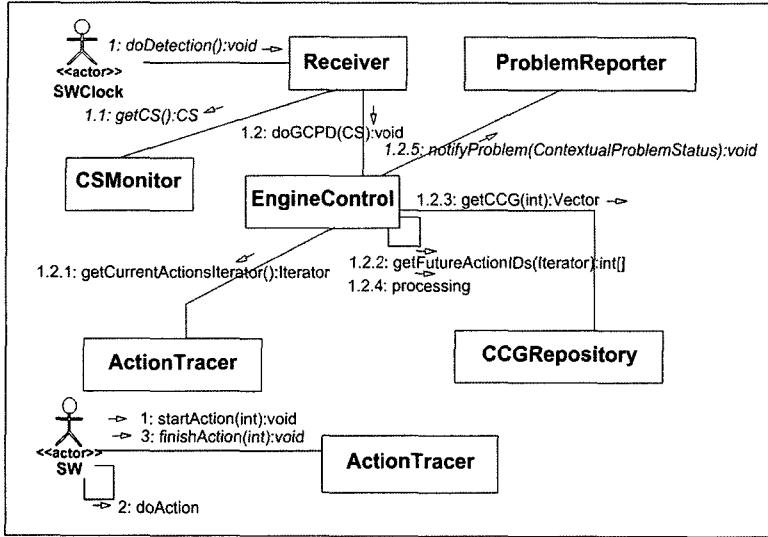 1: doDetection():void
Receiver
ProblemReporter
<<actor>>
SWClock
1.1: getCS():CS
1.2: doGCPD(CS):void
1.2.5: notifyProblem(ContextualProblemStatus):void
CSMonitor
EngineControl
1.2.3: getCCG(int):Vector
1.2.1: getCurrentActionsIterator():Iterator
1.2.2: getFutureActionIDs(Iterator):int[]
1.2.4: processing
ActionTracer
CCGRepository
1: startAction(int):void
3: finishAction(int):void
<<actor>>
SW
ActionTracer
2: doAction